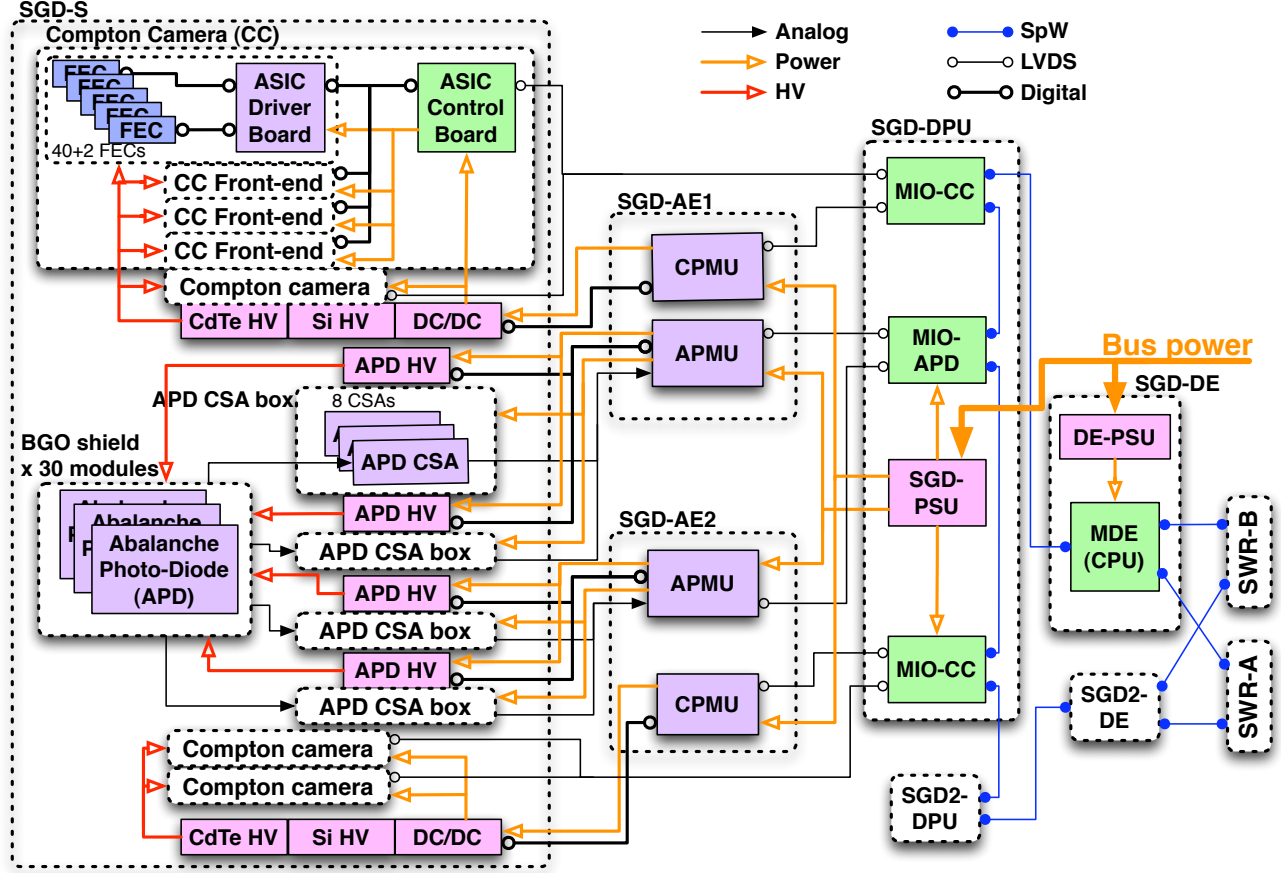 SGD-S
Compton Camera (CC)
FEC
FEC
FEC
FEC
FEC
40+2 FECs
ASIC
Driver
Board
ASIC
Control
Board
CC Front-end
CC Front-end
CC Front-end
Compton camera
CdTe HV
Si HV
DC/DC
Analog
Power
HV
SpW
LVDS
Digital
SGD-AE1
CPMU
APMU
SGD-DPU
MIO-CC
MIO-
APD
SGD-
PSU
MIO-CC
Bus power
SGD-DE
DE-PSU
MDE
(CPU)
SWR-B
SWR-A
SGD2-
DE
SGD2-
DPU
APD HV
APD CSA box
8 CSAs
APD CSA
BGO shield
x 30 modules
Abalanche
Abalanche
Photo-Diode
(APD)
APD HV
APD CSA box
APD HV
APD CSA box
APD HV
APD CSA box
SGD-AE2
APMU
CPMU
Compton camera
Compton camera
CdTe HV
Si HV
DC/DC